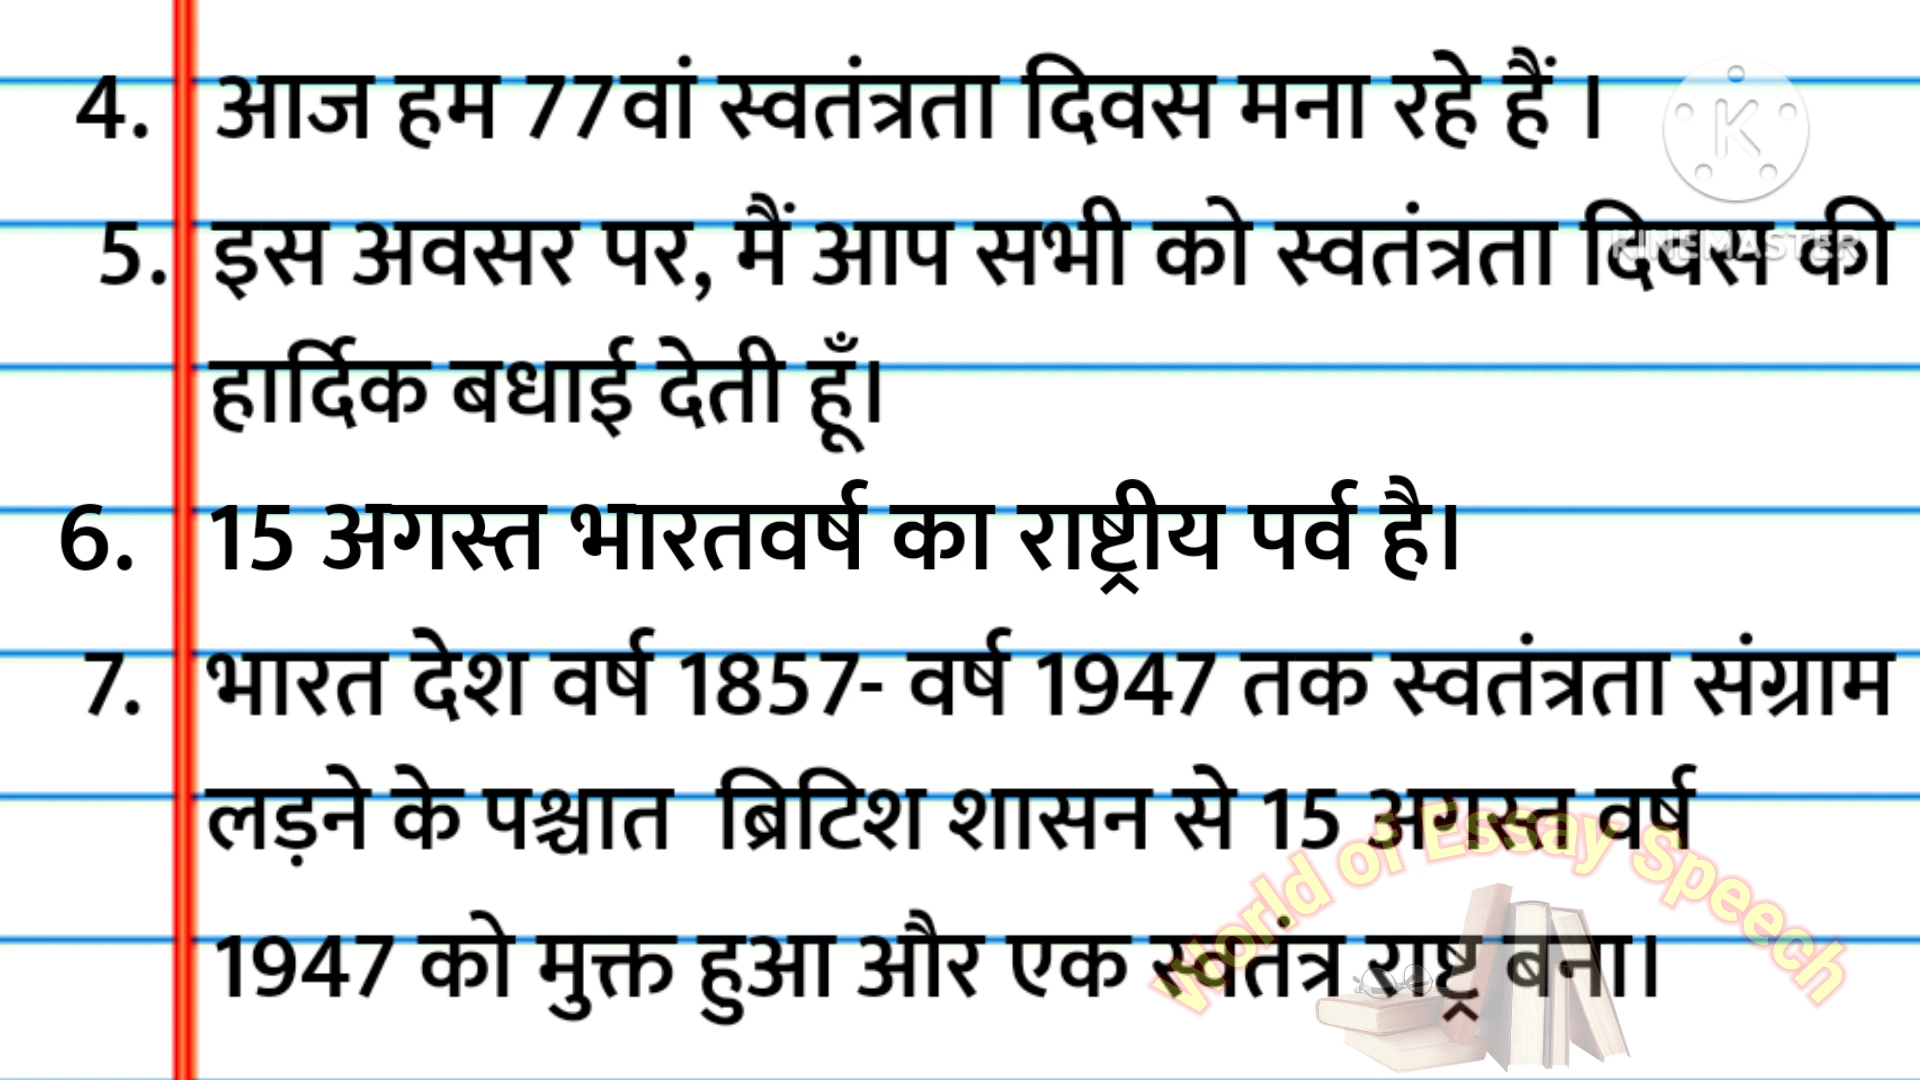 4. आज हम 77वां स्वतंत्रता दिवस मना रहे हैं ।
K
KINEMASTER
5. इस अवसर पर, मैं आप सभी को स्वतंत्रता दिवस की
हार्दिक बधाई देती हूँ।
6. 15 अगस्त भारतवर्ष का राष्ट्रीय पर्व है।
7. भारत देश वर्ष 1857- वर्ष 1947 तक स्वतंत्रता संग्राम
लड़ने के पश्चात ब्रिटिश शासन से 15 अगस्त वर्ष
1947 को मुक्त हुआ और एक स्वतंत्र राष्ट्र बना।
World of Essay Speech